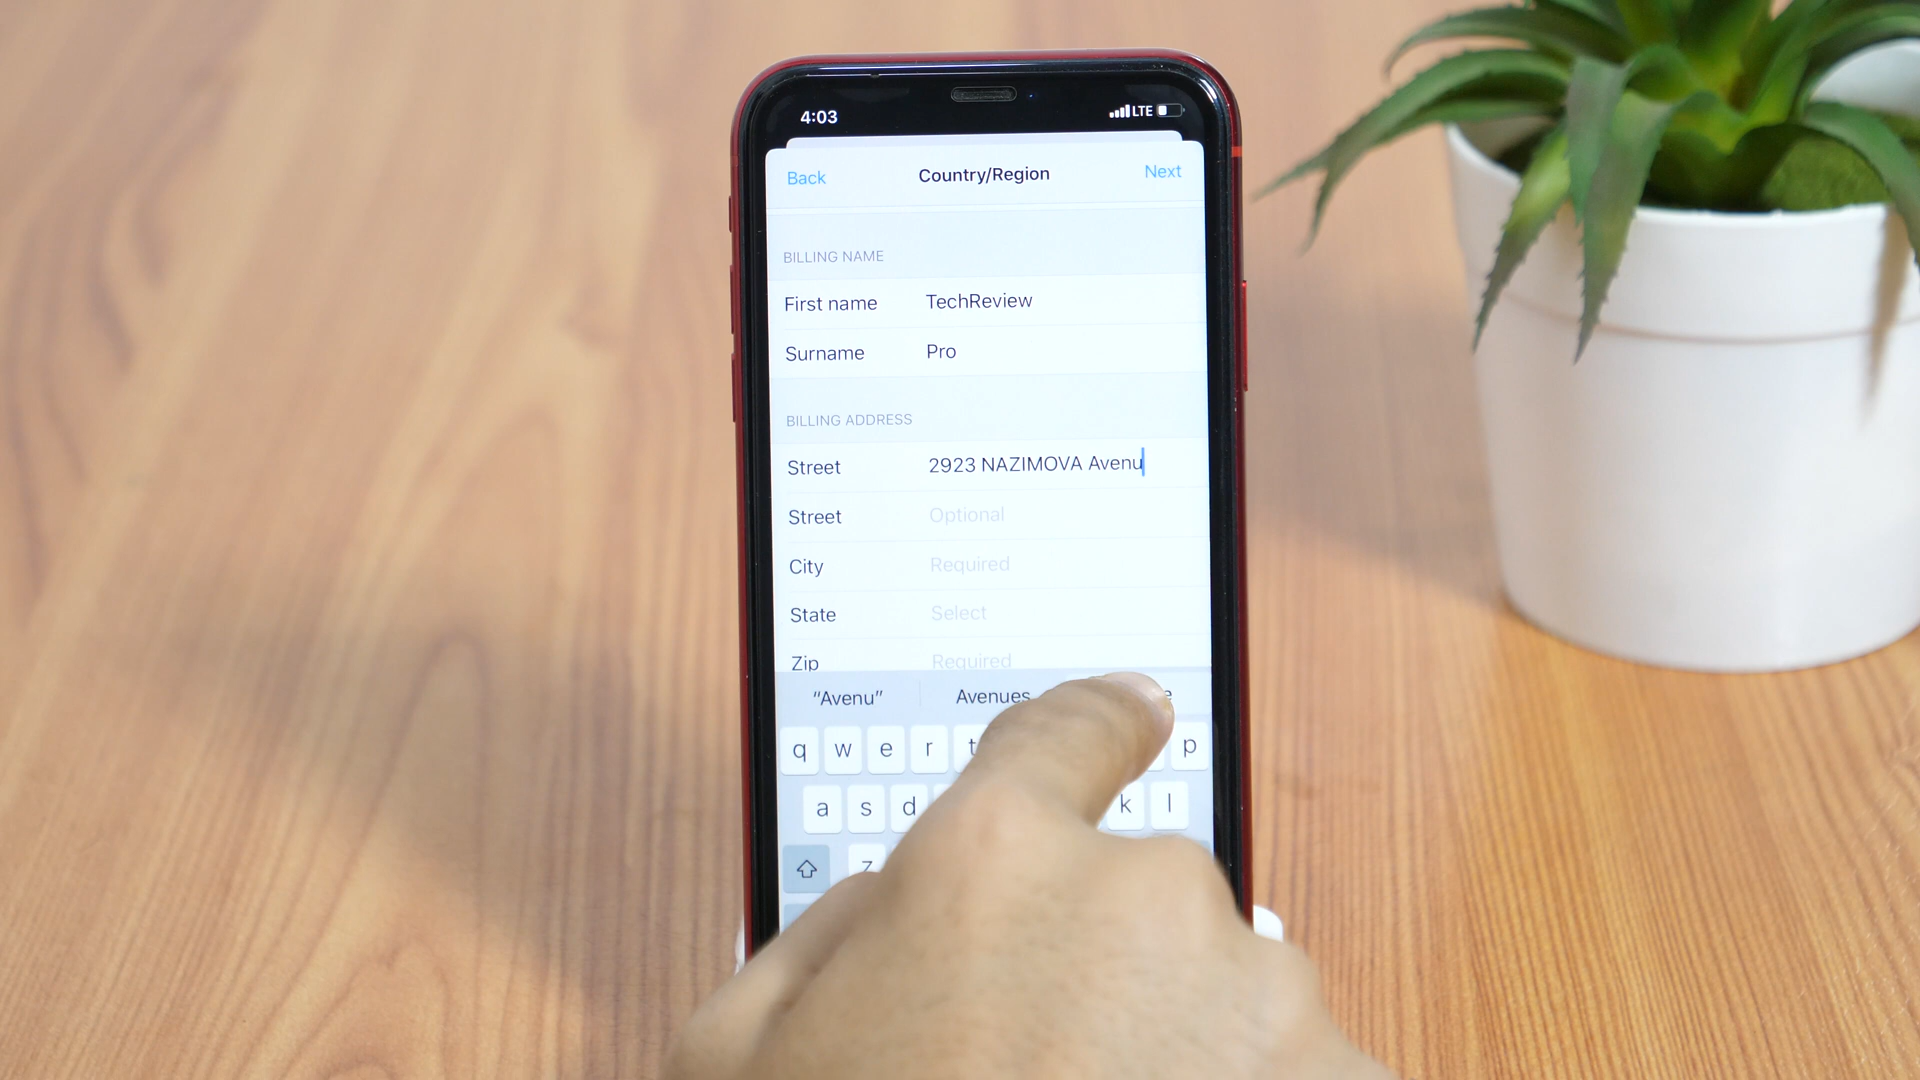 4:03 LTE
Back Country/Region Next
BILLING NAME
First name TechReview
Surname Pro
BILLING ADDRESS
Street 2923 NAZIMOVA Avenu
Street Optional
City Required
State Select
Zip Required
“Avenu” Avenues
q w e r t p
a s d k l
z